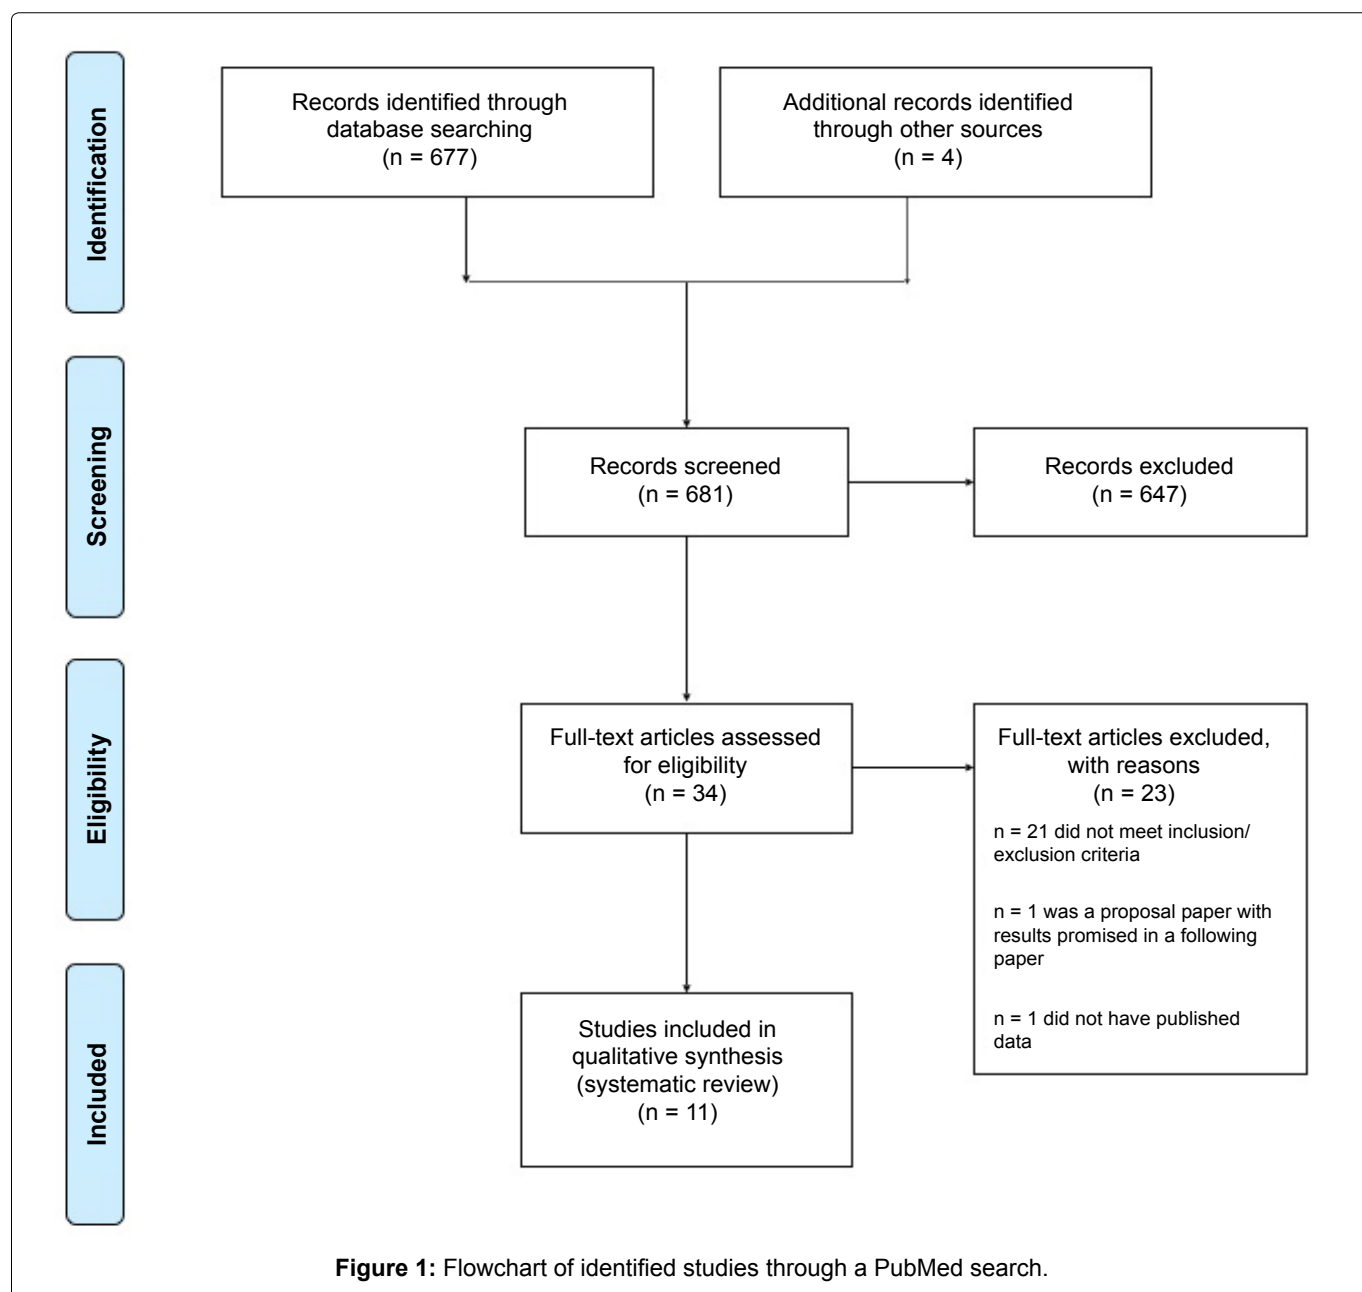 Identification
Records identified through
database searching
(n = 677)
Additional records identified
through other sources
(n = 4)
Screening
Records screened
(n = 681)
Records excluded
(n = 647)
Eligibility
Full-text articles assessed
for eligibility
(n = 34)
Full-text articles excluded,
with reasons
(n = 23)
n = 21 did not meet inclusion/
exclusion criteria
n = 1 was a proposal paper with
results promised in a following
paper
n = 1 did not have published
data
Included
Studies included in
qualitative synthesis
(systematic review)
(n = 11)
Figure 1: Flowchart of identified studies through a PubMed search.